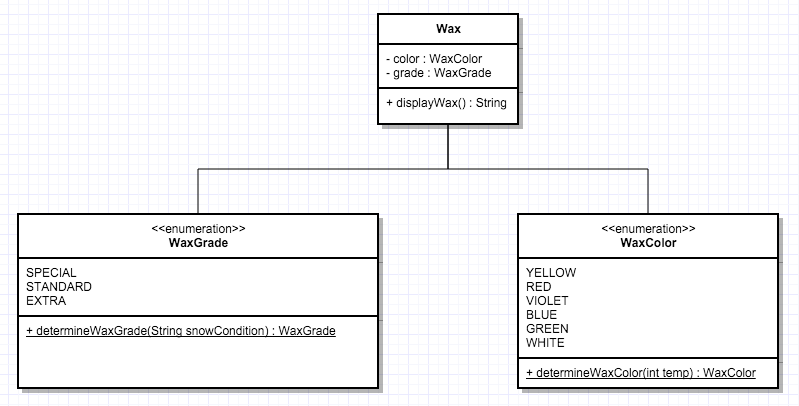 Wax
- color : WaxColor
- grade : WaxGrade
+ displayWax() : String
<<enumeration>>
WaxGrade
SPECIAL
STANDARD
EXTRA
+ determineWaxGrade(String snowCondition) : WaxGrade
<<enumeration>>
WaxColor
YELLOW
RED
VIOLET
BLUE
GREEN
WHITE
+ determineWaxColor(int temp) : WaxColor